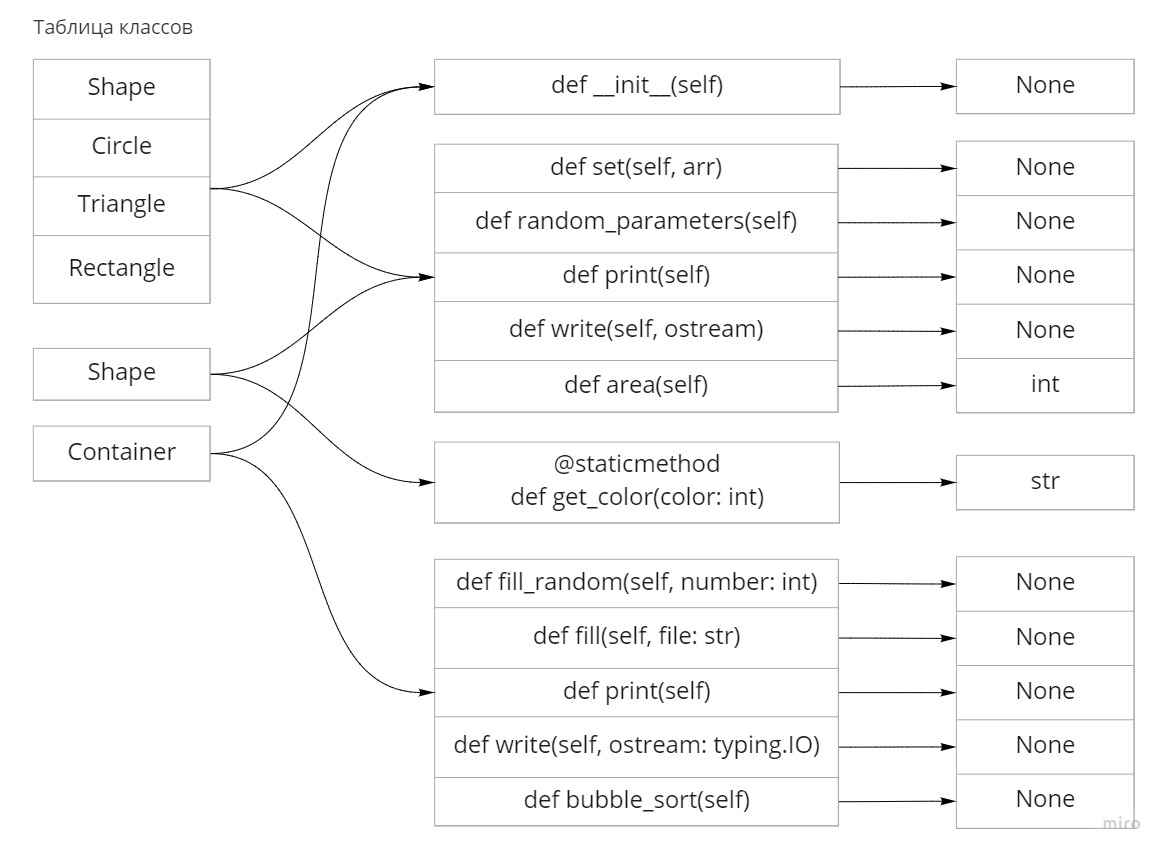 Таблица классов
Shape
Circle
Triangle
Rectangle
Shape
Container
def __init__(self)
def set(self, arr)
def random_parameters(self)
def print(self)
def write(self, ostream)
def area(self)
@staticmethod
def get_color(color: int)
def fill_random(self, number: int)
def fill(self, file: str)
def print(self)
def write(self, ostream: typing.IO)
def bubble_sort(self)
None
None
None
None
None
int
str
None
None
None
None
None
miro